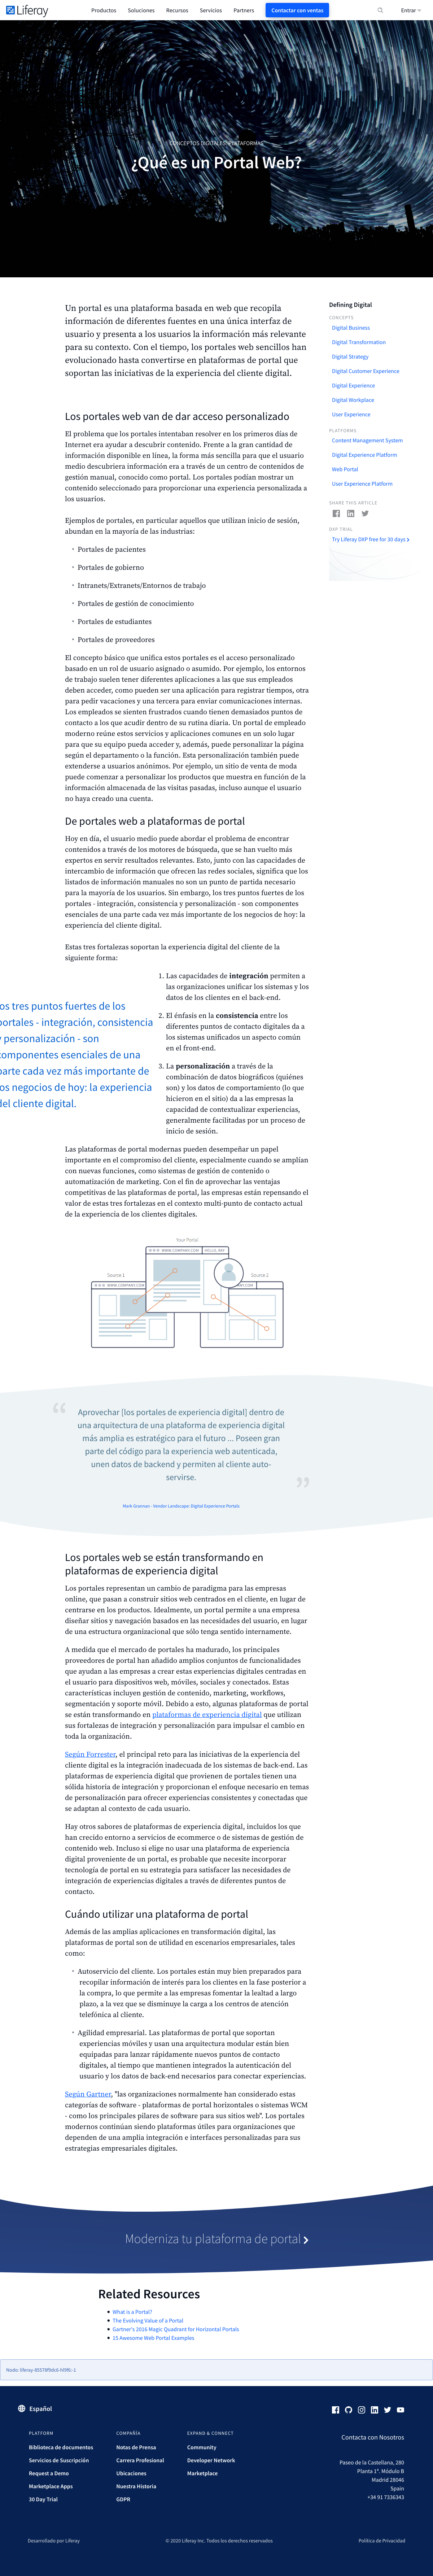 Liferay
Productos
Soluciones
Recursos
Servicios
Partners
Contactar con ventas
Entrar
CONCEPTOS DIGITALES: PLATAFORMAS
¿Qué es un Portal Web?
Un portal es una plataforma basada en web que recopila
información de diferentes fuentes en una única interfaz de
usuario y presenta a los usuarios la información más relevante
para su contexto. Con el tiempo, los portales web sencillos han
evolucionado hasta convertirse en plataformas de portal que
soportan las iniciativas de la experiencia del cliente digital.
Los portales web van de dar acceso personalizado
El problema que los portales intentaban resolver en los primeros días de
Internet era ayudar a descubrir contenido. Frente a la gran cantidad de
información disponible en línea, la forma más intuitiva de búsqueda era
crear un directorio jerárquico, de manera que nacieron los portales de
gestión manual, conocido como portal. Los portales mostraban contenido
y contexto seleccionado para proporcionar una entrada personalizada a
los usuarios.
Ejemplos de portales, en cuanto aquellos que utilizan inicio de sesión,
abundan en la mayoría de las industrias:
Portales de pacientes
Portales de gobierno
Intranets/Extranets/Entornos de trabajo
Portales de gestión de conocimiento
Portales de estudiantes
Portales de proveedores
El concepto básico que unifica estos portales es el acceso personalizado
basado en un rol de usuario asignado o asumido. Por ejemplo, los entornos
de trabajo suelen tener diferentes aplicaciones a las que los empleados
deben acceder, como pueden ser una aplicación para registrar tiempos, otra
para pedir vacaciones y una tercera para enviar comunicaciones internas.
Los empleados se frustran cuando existen demasiados sitios y puntos de
contacto a los que acudir dentro de su rutina diaria. Un portal de empleado
moderno reúne estos servicios y aplicaciones comunes en un solo lugar
para que su equipo pueda acceder y, además, puede personalizar la página
según el departamento o la función. Esta personalización también puede
extenderse a usuarios anónimos. Por ejemplo, un sitio de venta de moda
puede comenzar a personalizar los productos que muestra en función de la
información almacenada de las visitas pasadas, incluso aunque el usuario
no haya creado una cuenta.
De portales web a plataformas de portal
Hoy en día, el usuario medio puede abordar el problema de encontrar
contenidos a través de los motores de búsqueda, que se han vuelto más
expertos en servir resultados relevantes. Esto, junto con las capacidades de
intercambio de información que ofrecen las redes sociales, significa que los
listados de información manuales no son un punto de partida necesario
para la mayoría de los usuarios. Sin embargo, los tres puntos fuertes de los
portales - integración, consistencia y personalización - son componentes
esenciales de una parte cada vez más importante de los negocios de hoy: la
experiencia del cliente digital.
Estas tres fortalezas soportan la experiencia digital del cliente de la
siguiente forma:
os tres puntos fuertes de los
portales - integración, consistencia
y personalización - son
componentes esenciales de una
parte cada vez más importante de
los negocios de hoy: la experiencia
del cliente digital.
1. Las capacidades de integración permiten a
las organizaciones unificar los sistemas y los
datos de los clientes en el back-end.
2. El énfasis en la consistencia entre los
diferentes puntos de contacto digitales da a
los sistemas unificados un aspecto común
en el front-end.
3. La personalización a través de la
combinación de datos biográficos (quiénes
son) y los datos de comportamiento (lo que
hicieron en el sitio) da a las empresas la
capacidad de contextualizar experiencias,
generalmente facilitadas por un proceso de
inicio de sesión.
Las plataformas de portal modernas pueden desempeñar un papel
importante en el compromiso del cliente, especialmente cuando se amplían
con nuevas funciones, como sistemas de gestión de contenido o
automatización de marketing. Con el fin de aprovechar las ventajas
competitivas de plataformas de portal, las empresas están repensando el
valor de estas tres fortalezas en el contexto multi-punto de contacto actual
de la experiencia de los clientes digitales.
Your Portal
WWW.COMPANY.COM
HELLO, RAY
Source 1
Source 2
WWW.COMPANY.COM
Aprovechar [los portales de experiencia digital] dentro de
una arquitectura de una plataforma de experiencia digital
más amplia es estratégico para el futuro ... Poseen gran
parte del código para la experiencia web autenticada,
unen datos de backend y permiten al cliente auto-
servirse.
Mark Grannan - Vendor Landscape: Digital Experience Portals
Los portales web se están transformando en
plataformas de experiencia digital
Los portales representan un cambio de paradigma para las empresas
online, que pasan a construir sitios web centrados en el cliente, en lugar de
centrarse en los productos. Idealmente, un portal permite a una empresa
diseñar sitios y navegación basados en las necesidades del usuario, en lugar
de una estructura organizacional que sólo tenga sentido internamente.
A medida que el mercado de portales ha madurado, los principales
proveedores de portal han añadido amplios conjuntos de funcionalidades
que ayudan a las empresas a crear estas experiencias digitales centradas en
el usuario para dispositivos web, móviles, sociales y conectados. Estas
características incluyen gestión de contenido, marketing, workflows,
segmentación y soporte móvil. Debido a esto, algunas plataformas de portal
se están transformando en plataformas de experiencia digital que utilizan
sus fortalezas de integración y personalización para impulsar el cambio en
toda la organización.
Según Forrester, el principal reto para las iniciativas de la experiencia del
cliente digital es la integración inadecuada de los sistemas de back-end. Las
plataformas de experiencia digital que provienen de portales poseen una
sólida historia de integración y proporcionan el enfoque necesario en temas
de personalización para ofrecer experiencias consistentes y conectadas que
se adaptan al contexto de cada usuario.
Hay otros sabores de plataformas de experiencia digital, incluidos los que
han crecido entorno a servicios de ecommerce o de sistemas de gestión de
contenido web. Incluso si elige no usar una plataforma de experiencia
digital proveniente de un portal, es probable que necesite incorporar
tecnología de portal en su estrategia para satisfacer las necesidades de
integración de experiencias digitales a través de diferentes puntos de
contacto.
Cuándo utilizar una plataforma de portal
Además de las amplias aplicaciones en transformación digital, las
plataformas de portal son de utilidad en escenarios empresariales, tales
como:
Autoservicio del cliente. Los portales están muy bien preparados para
recopilar información de interés para el cliente en la fase posterior a
la compra, lo que permite a las empresas fomentar la lealtad a largo
plazo, a la vez que se disminuye la carga a los centros de atención
telefónica al cliente.
Agilidad empresarial. Las plataformas de portal que soportan
experiencias móviles y usan una arquitectura modular están bien
equipadas para lanzar rápidamente nuevos puntos de contacto
digitales, al tiempo que mantienen integrados la autenticación del
usuario y los datos de back-end necesarios para conectar experiencias.
Según Gartner, "las organizaciones normalmente han considerado estas
categorías de software - plataformas de portal horizontales o sistemas WCM
- como los principales pilares de software para sus sitios web". Los portales
modernos continúan siendo plataformas útiles para organizaciones que
dependen de una amplia integración e interfaces personalizadas para sus
estrategias empresariales digitales.
Defining Digital
CONCEPTS
Digital Business
Digital Transformation
Digital Strategy
Digital Customer Experience
Digital Experience
Digital Workplace
User Experience
PLATFORMS
Content Management System
Digital Experience Platform
Web Portal
User Experience Platform
SHARE THIS ARTICLE
DXP TRIAL
Try Liferay DXP free for 30 days
Moderniza tu plataforma de portal
Related Resources
What is a Portal?
The Evolving Value of a Portal
Gartner's 2016 Magic Quadrant for Horizontal Portals
15 Awesome Web Portal Examples
Español
PLATFORM
Biblioteca de documentos
Servicios de Suscripción
Request a Demo
Marketplace Apps
30 Day Trial
COMPAÑÍA
Notas de Prensa
Carrera Profesional
Ubicaciones
Nuestra Historia
GDPR
EXPAND & CONNECT
Community
Developer Network
Marketplace
Contacta con Nosotros
Paseo de la Castellana, 280
Planta 1ª. Módulo B
Madrid 28046
Spain
+34 91 7336343
Desarrollado por Liferay
© 2020 Liferay Inc. Todos los derechos reservados
Política de Privacidad